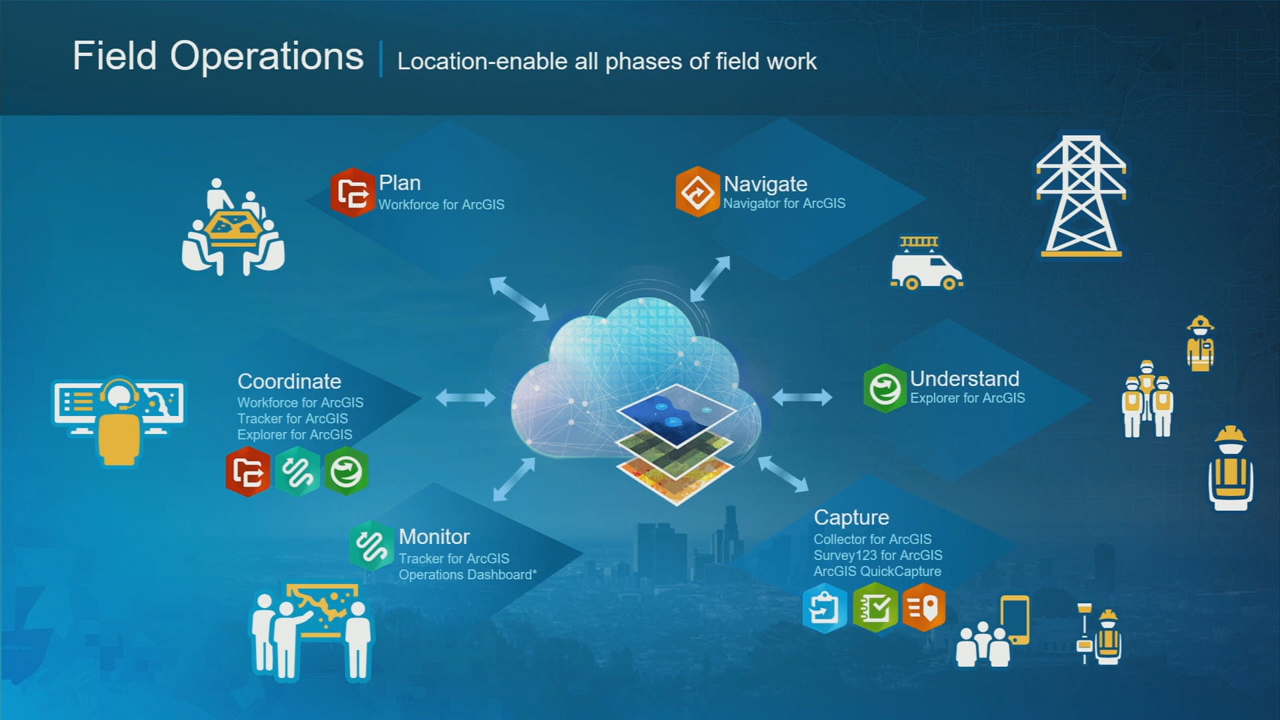 Field Operations | Location-enable all phases of field work
Plan
Workforce for ArcGIS
Navigate
Navigator for ArcGIS
Coordinate
Workforce for ArcGIS
Tracker for ArcGIS
Explorer for ArcGIS
Understand
Explorer for ArcGIS
Monitor
Tracker for ArcGIS
Operations Dashboard*
Capture
Collector for ArcGIS
Survey123 for ArcGIS
ArcGIS QuickCapture